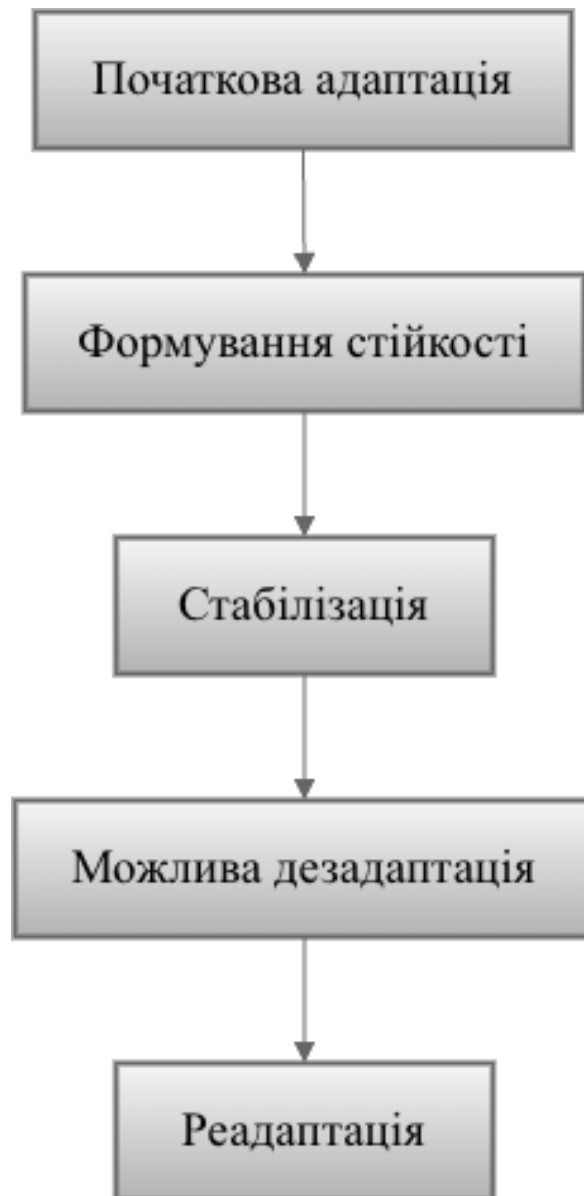 Початкова адаптація
Формування стійкості
Стабілізація
Можлива дезадаптація
Реадаптація